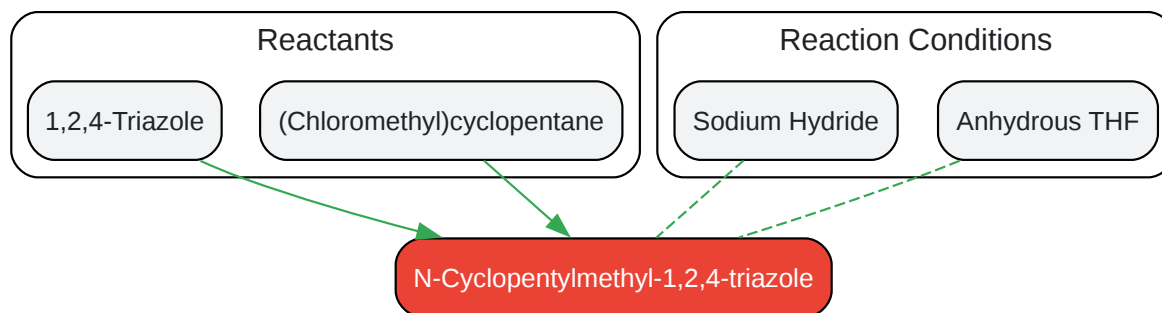 Reactants
Reaction Conditions
1,2,4-Triazole
(Chloromethyl)cyclopentane
Sodium Hydride
Anhydrous THF
N-Cyclopentylmethyl-1,2,4-triazole